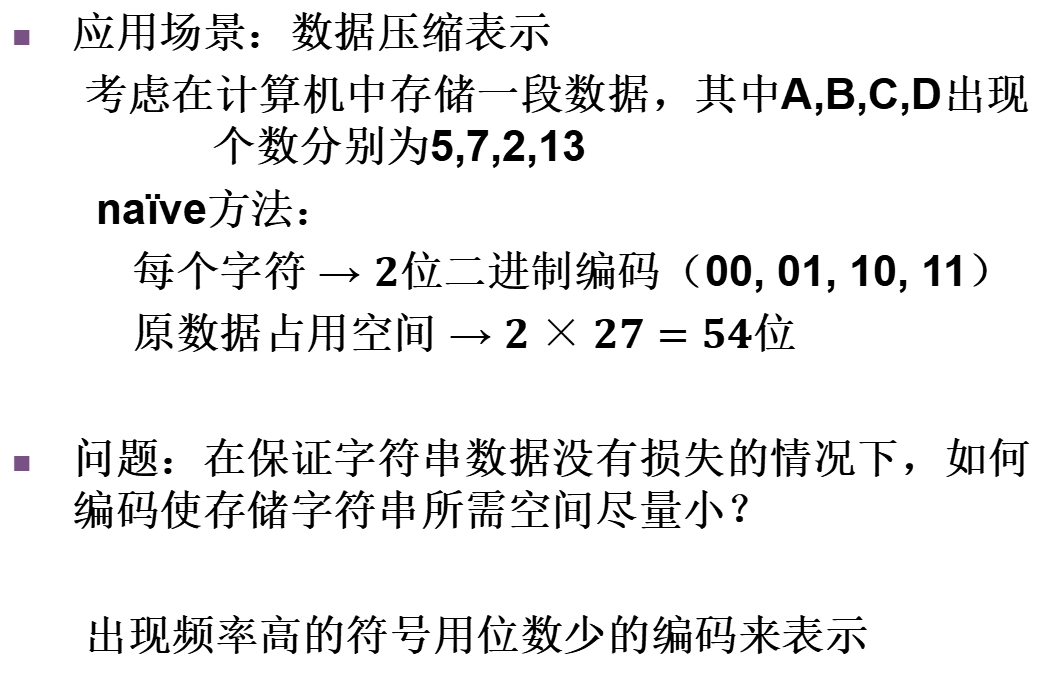 ▪ 应用场景：数据压缩表示
考虑在计算机中存储一段数据，其中A,B,C,D出现
个数分别为5,7,2,13
naïve方法：
每个字符 → 2位二进制编码（00, 01, 10, 11）
原数据占用空间 → 2 × 27 = 54位
▪ 问题：在保证字符串数据没有损失的情况下，如何
编码使存储字符串所需空间尽量小？
出现频率高的符号用位数少的编码来表示